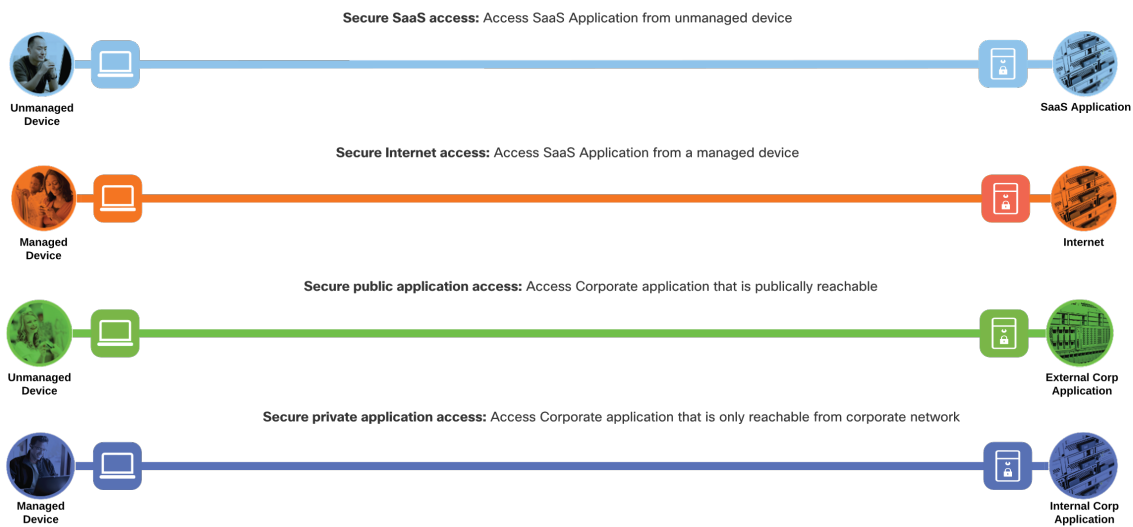 Secure SaaS access: Access SaaS Application from unmanaged device
Unmanaged
Device
SaaS Application
Secure Internet access: Access SaaS Application from a managed device
Managed
Device
Internet
Secure public application access: Access Corporate application that is publically reachable
Unmanaged
Device
External Corp
Application
Secure private application access: Access Corporate application that is only reachable from corporate network
Managed
Device
Internal Corp
Application